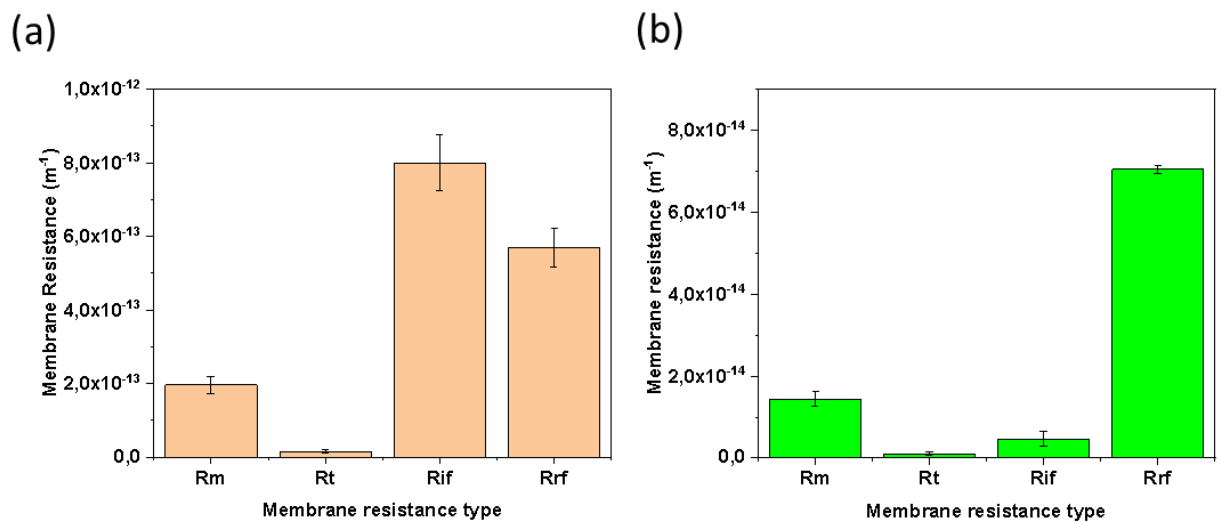 (a)
(b)
Membrane Resistance (m⁻¹)
1,0x10⁻¹²
8,0x10⁻¹³
6,0x10⁻¹³
4,0x10⁻¹³
2,0x10⁻¹³
0,0
Rm Rt Rif Rrf
Membrane resistance type
Membrane resistance (m⁻¹)
8,0x10⁻¹⁴
6,0x10⁻¹⁴
4,0x10⁻¹⁴
2,0x10⁻¹⁴
0,0
Rm Rt Rif Rrf
Membrane resistance type